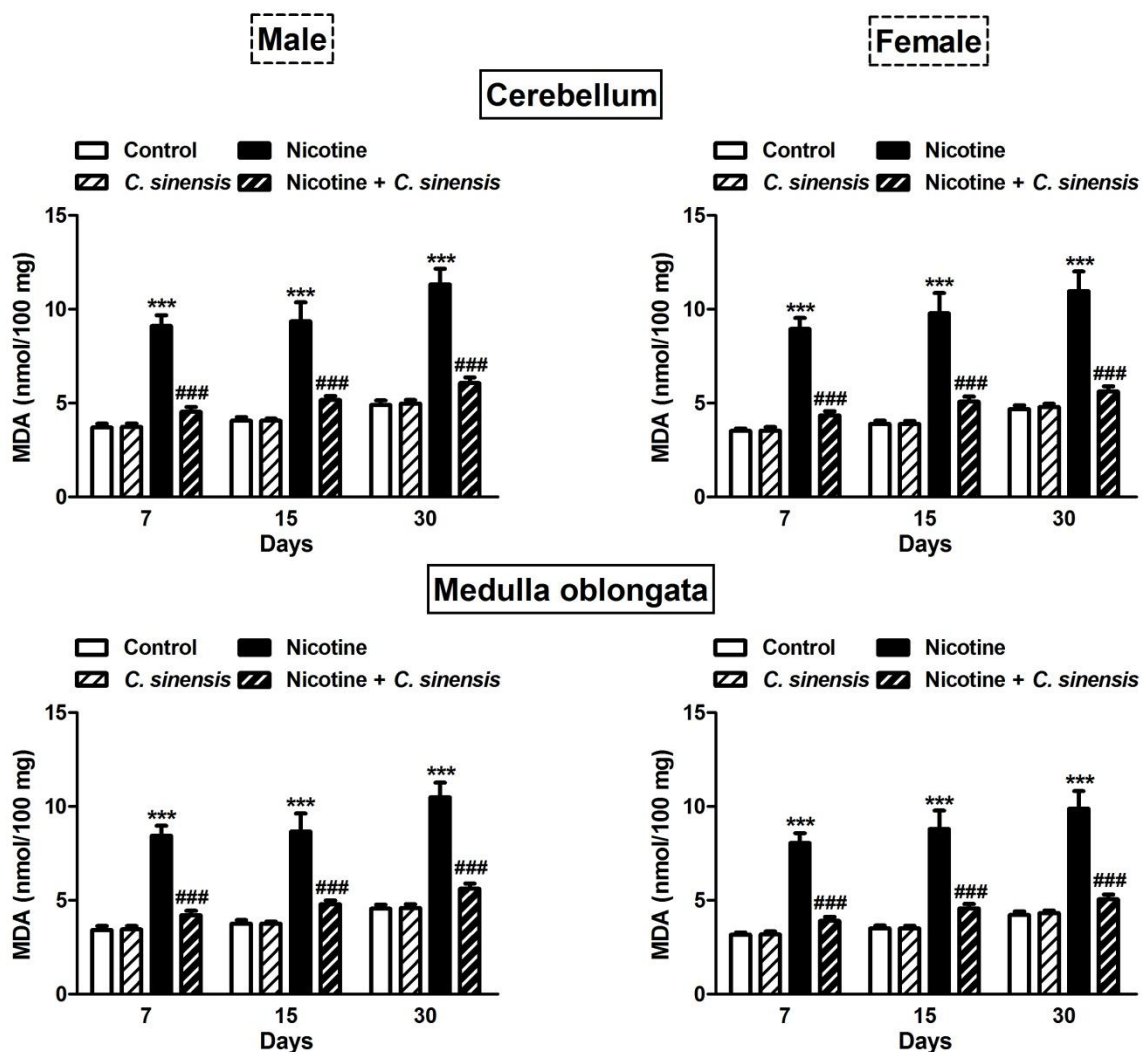 Male
Female
Cerebellum
Control Nicotine
C. sinensis Nicotine + C. sinensis
MDA (nmol/100 mg)
15
10
5
0
***
***
***
###
###
###
7 15 30
Days
Control Nicotine
C. sinensis Nicotine + C. sinensis
MDA (nmol/100 mg)
15
10
5
0
***
***
***
###
###
###
7 15 30
Days
Medulla oblongata
Control Nicotine
C. sinensis Nicotine + C. sinensis
MDA (nmol/100 mg)
15
10
5
0
***
***
***
###
###
###
7 15 30
Days
Control Nicotine
C. sinensis Nicotine + C. sinensis
MDA (nmol/100 mg)
15
10
5
0
***
***
***
###
###
###
7 15 30
Days